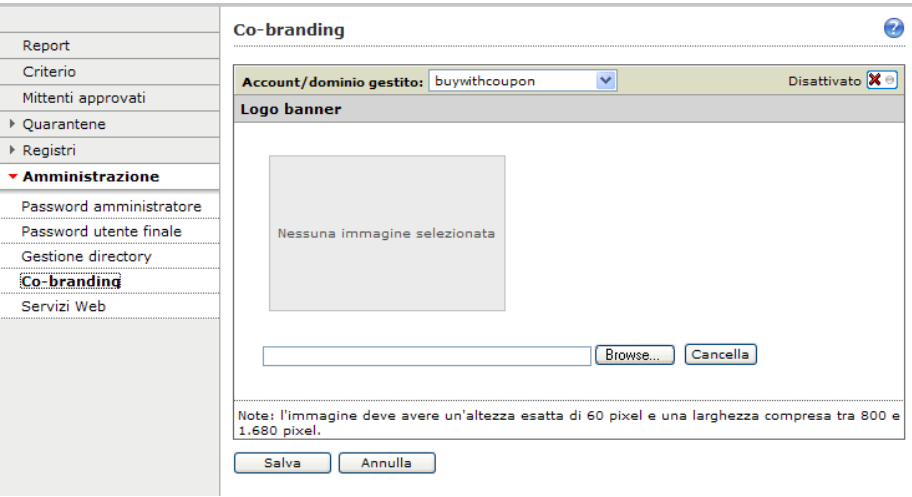 Report
Criterio
Mittenti approvati
Quarantene
Registri
Amministrazione
Password amministratore
Password utente finale
Gestione directory
Co-branding
Servizi Web
Co-branding
?
Account/dominio gestito: buywithcoupon Disattivato
Logo banner
Nessuna immagine selezionata
Browse... Cancella
Note: l'immagine deve avere un'altezza esatta di 60 pixel e una larghezza compresa tra 800 e
1.680 pixel.
Salva Annulla